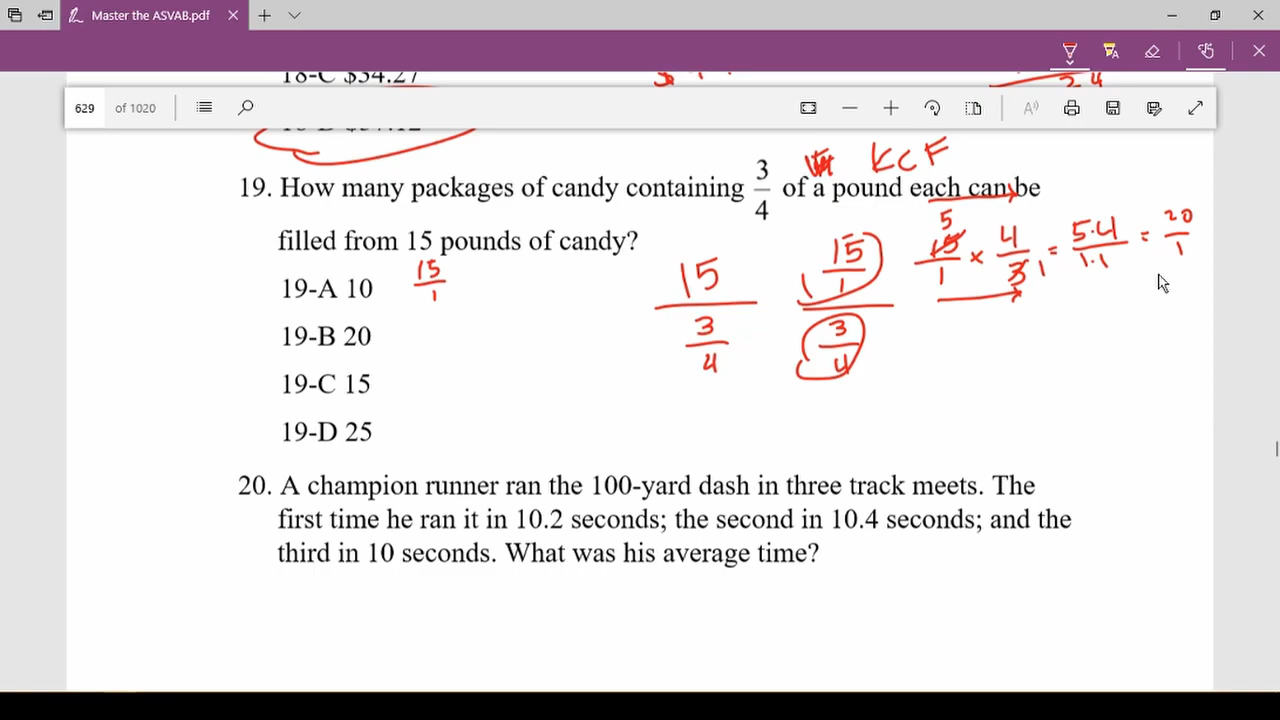 Master the ASVAB.pdf
18-C $54.27
629 of 1020
KCF
19. How many packages of candy containing 3/4 of a pound each can be
filled from 15 pounds of candy?
19-A 10
15/1
19-B 20
19-C 15
19-D 25
15
3/4
15/1
3/4
5
15/1 × 4/3 1 = 5·4/1·1 = 20/1
20. A champion runner ran the 100-yard dash in three track meets. The
first time he ran it in 10.2 seconds; the second in 10.4 seconds; and the
third in 10 seconds. What was his average time?